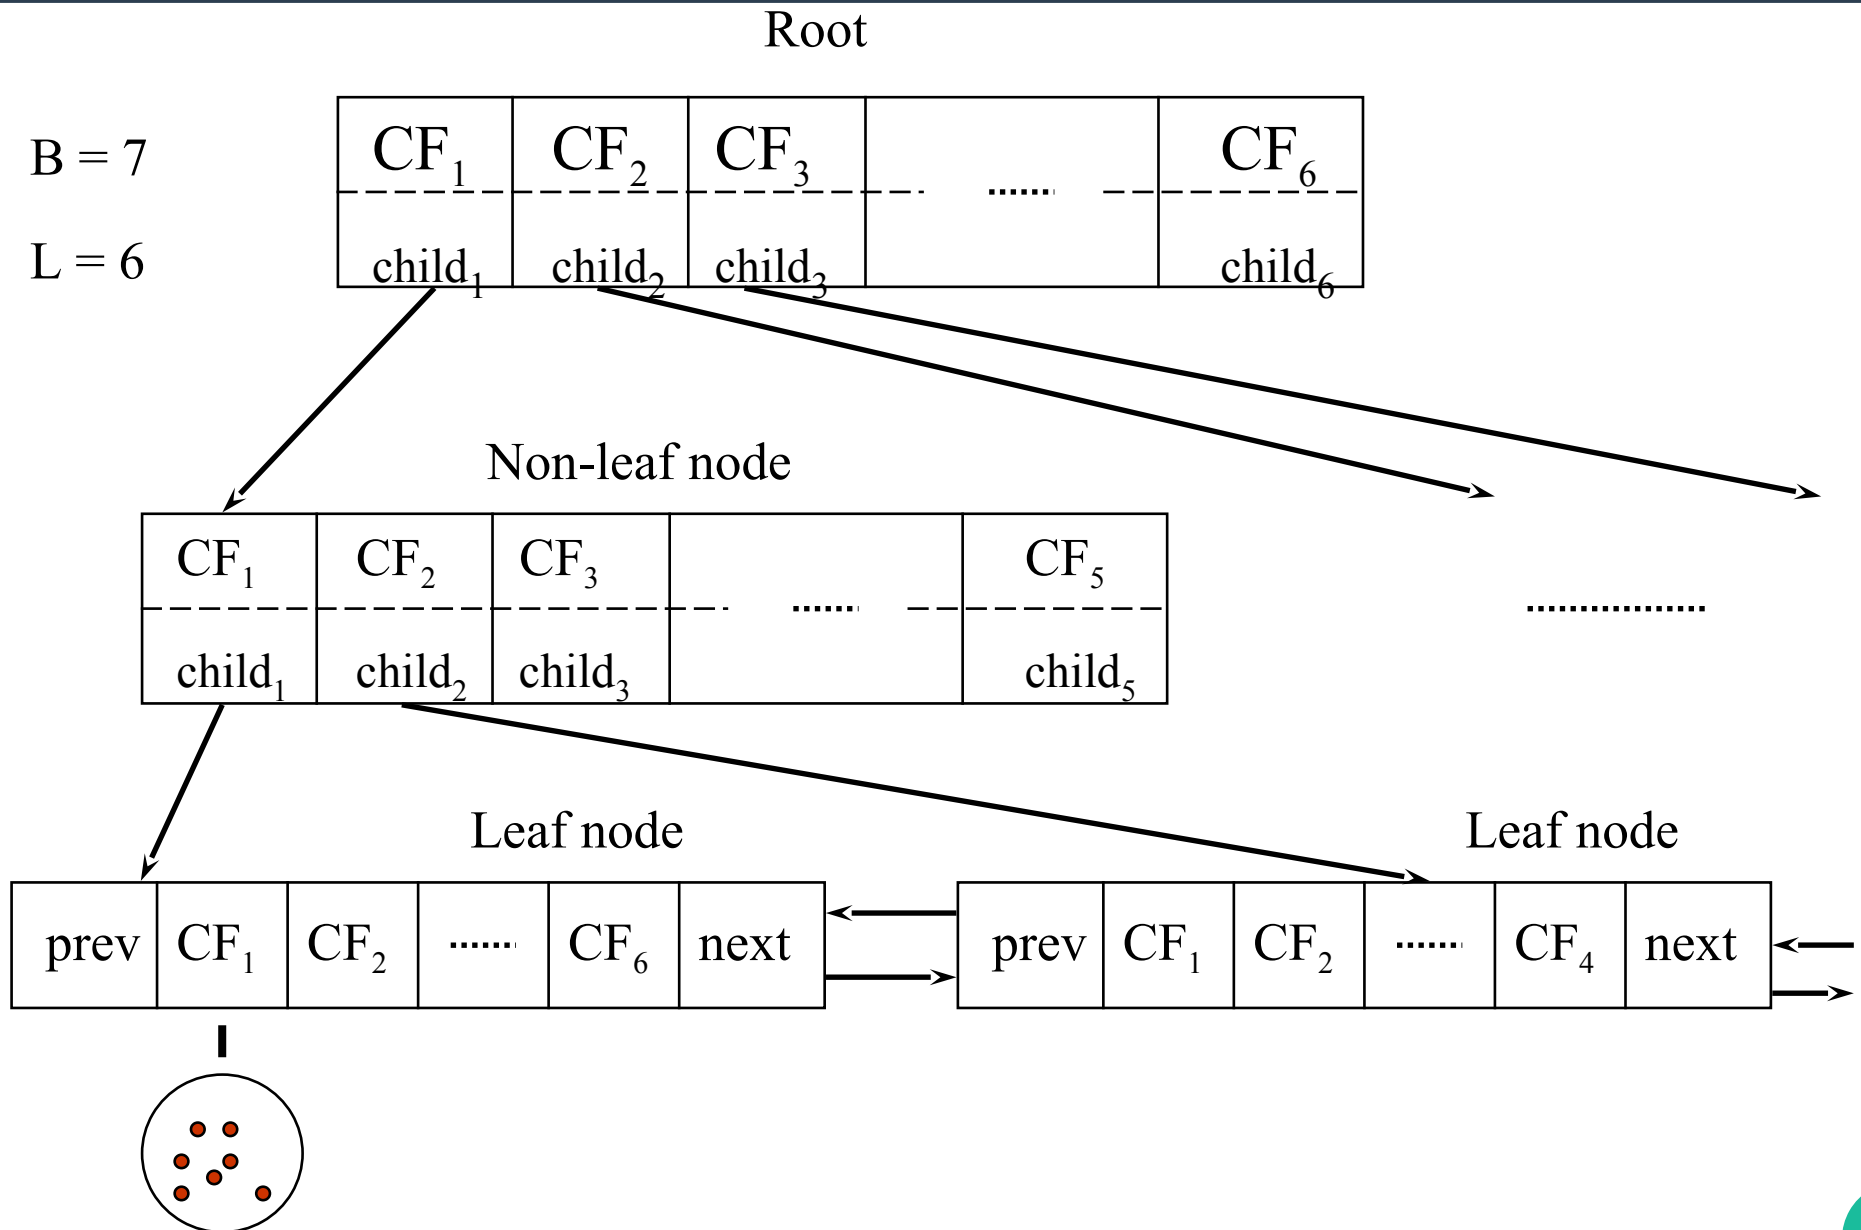 Root
B = 7
CF₁ CF₂ CF₃ ....... CF₆
L = 6
child₁ child₂ child₃ child₆
Non-leaf node
CF₁ CF₂ CF₃ ....... CF₅
child₁ child₂ child₃ child₅
Leaf node Leaf node
prev CF₁ CF₂ ....... CF₆ next prev CF₁ CF₂ ....... CF₄ next